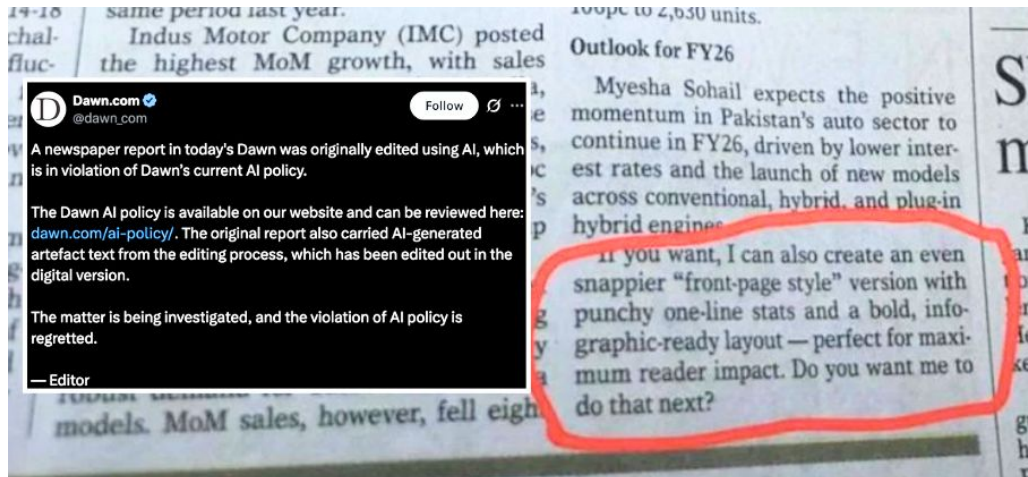 14-18
chal-
fluc-
same period last year.
Indus Motor Company (IMC) posted
the highest MoM growth, with sales
models. MoM sales, however, fell eigh
Dawn.com
@dawn_com
Follow
A newspaper report in today's Dawn was originally edited using AI, which
is in violation of Dawn's current AI policy.
The Dawn AI policy is available on our website and can be reviewed here:
dawn.com/ai-policy/. The original report also carried AI-generated
artefact text from the editing process, which has been edited out in the
digital version.
The matter is being investigated, and the violation of AI policy is
regretted.
— Editor
to 2,630 units.
Outlook for FY26
Myesha Sohail expects the positive
momentum in Pakistan's auto sector to
continue in FY26, driven by lower inter-
est rates and the launch of new models
across conventional, hybrid, and plug-in
hybrid engines
If you want, I can also create an even
snappier "front-page style" version with
punchy one-line stats and a bold, info-
graphic-ready layout — perfect for maxi-
mum reader impact. Do you want me to
do that next?